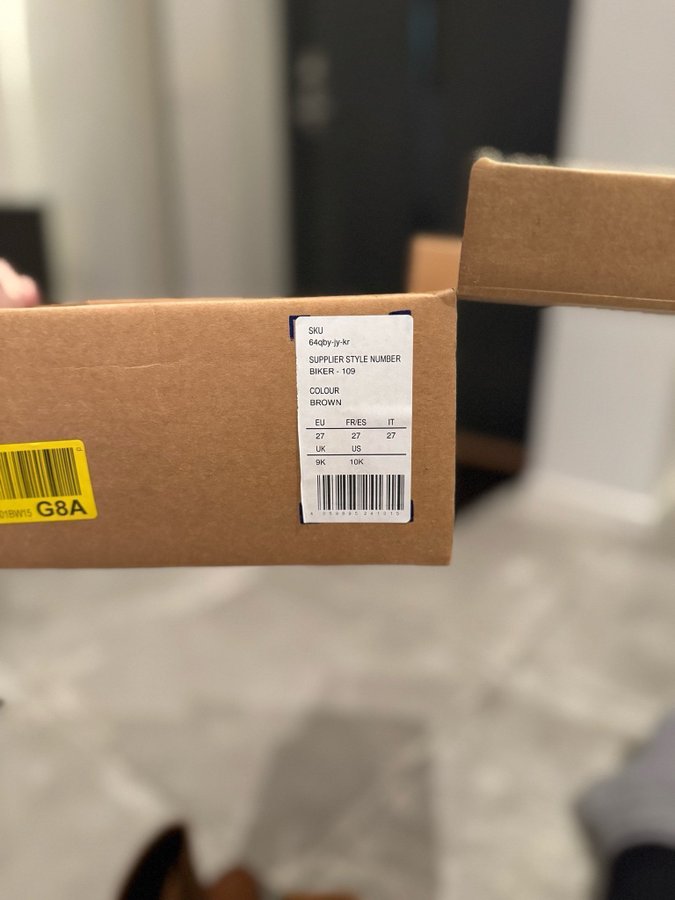 SKU
64qby-jy-kr
SUPPLIER STYLE NUMBER
BIKER - 109
COLOUR
BROWN
EU FR/ES IT
27 27 27
UK US
9K 10K
01BW15 G8A
P